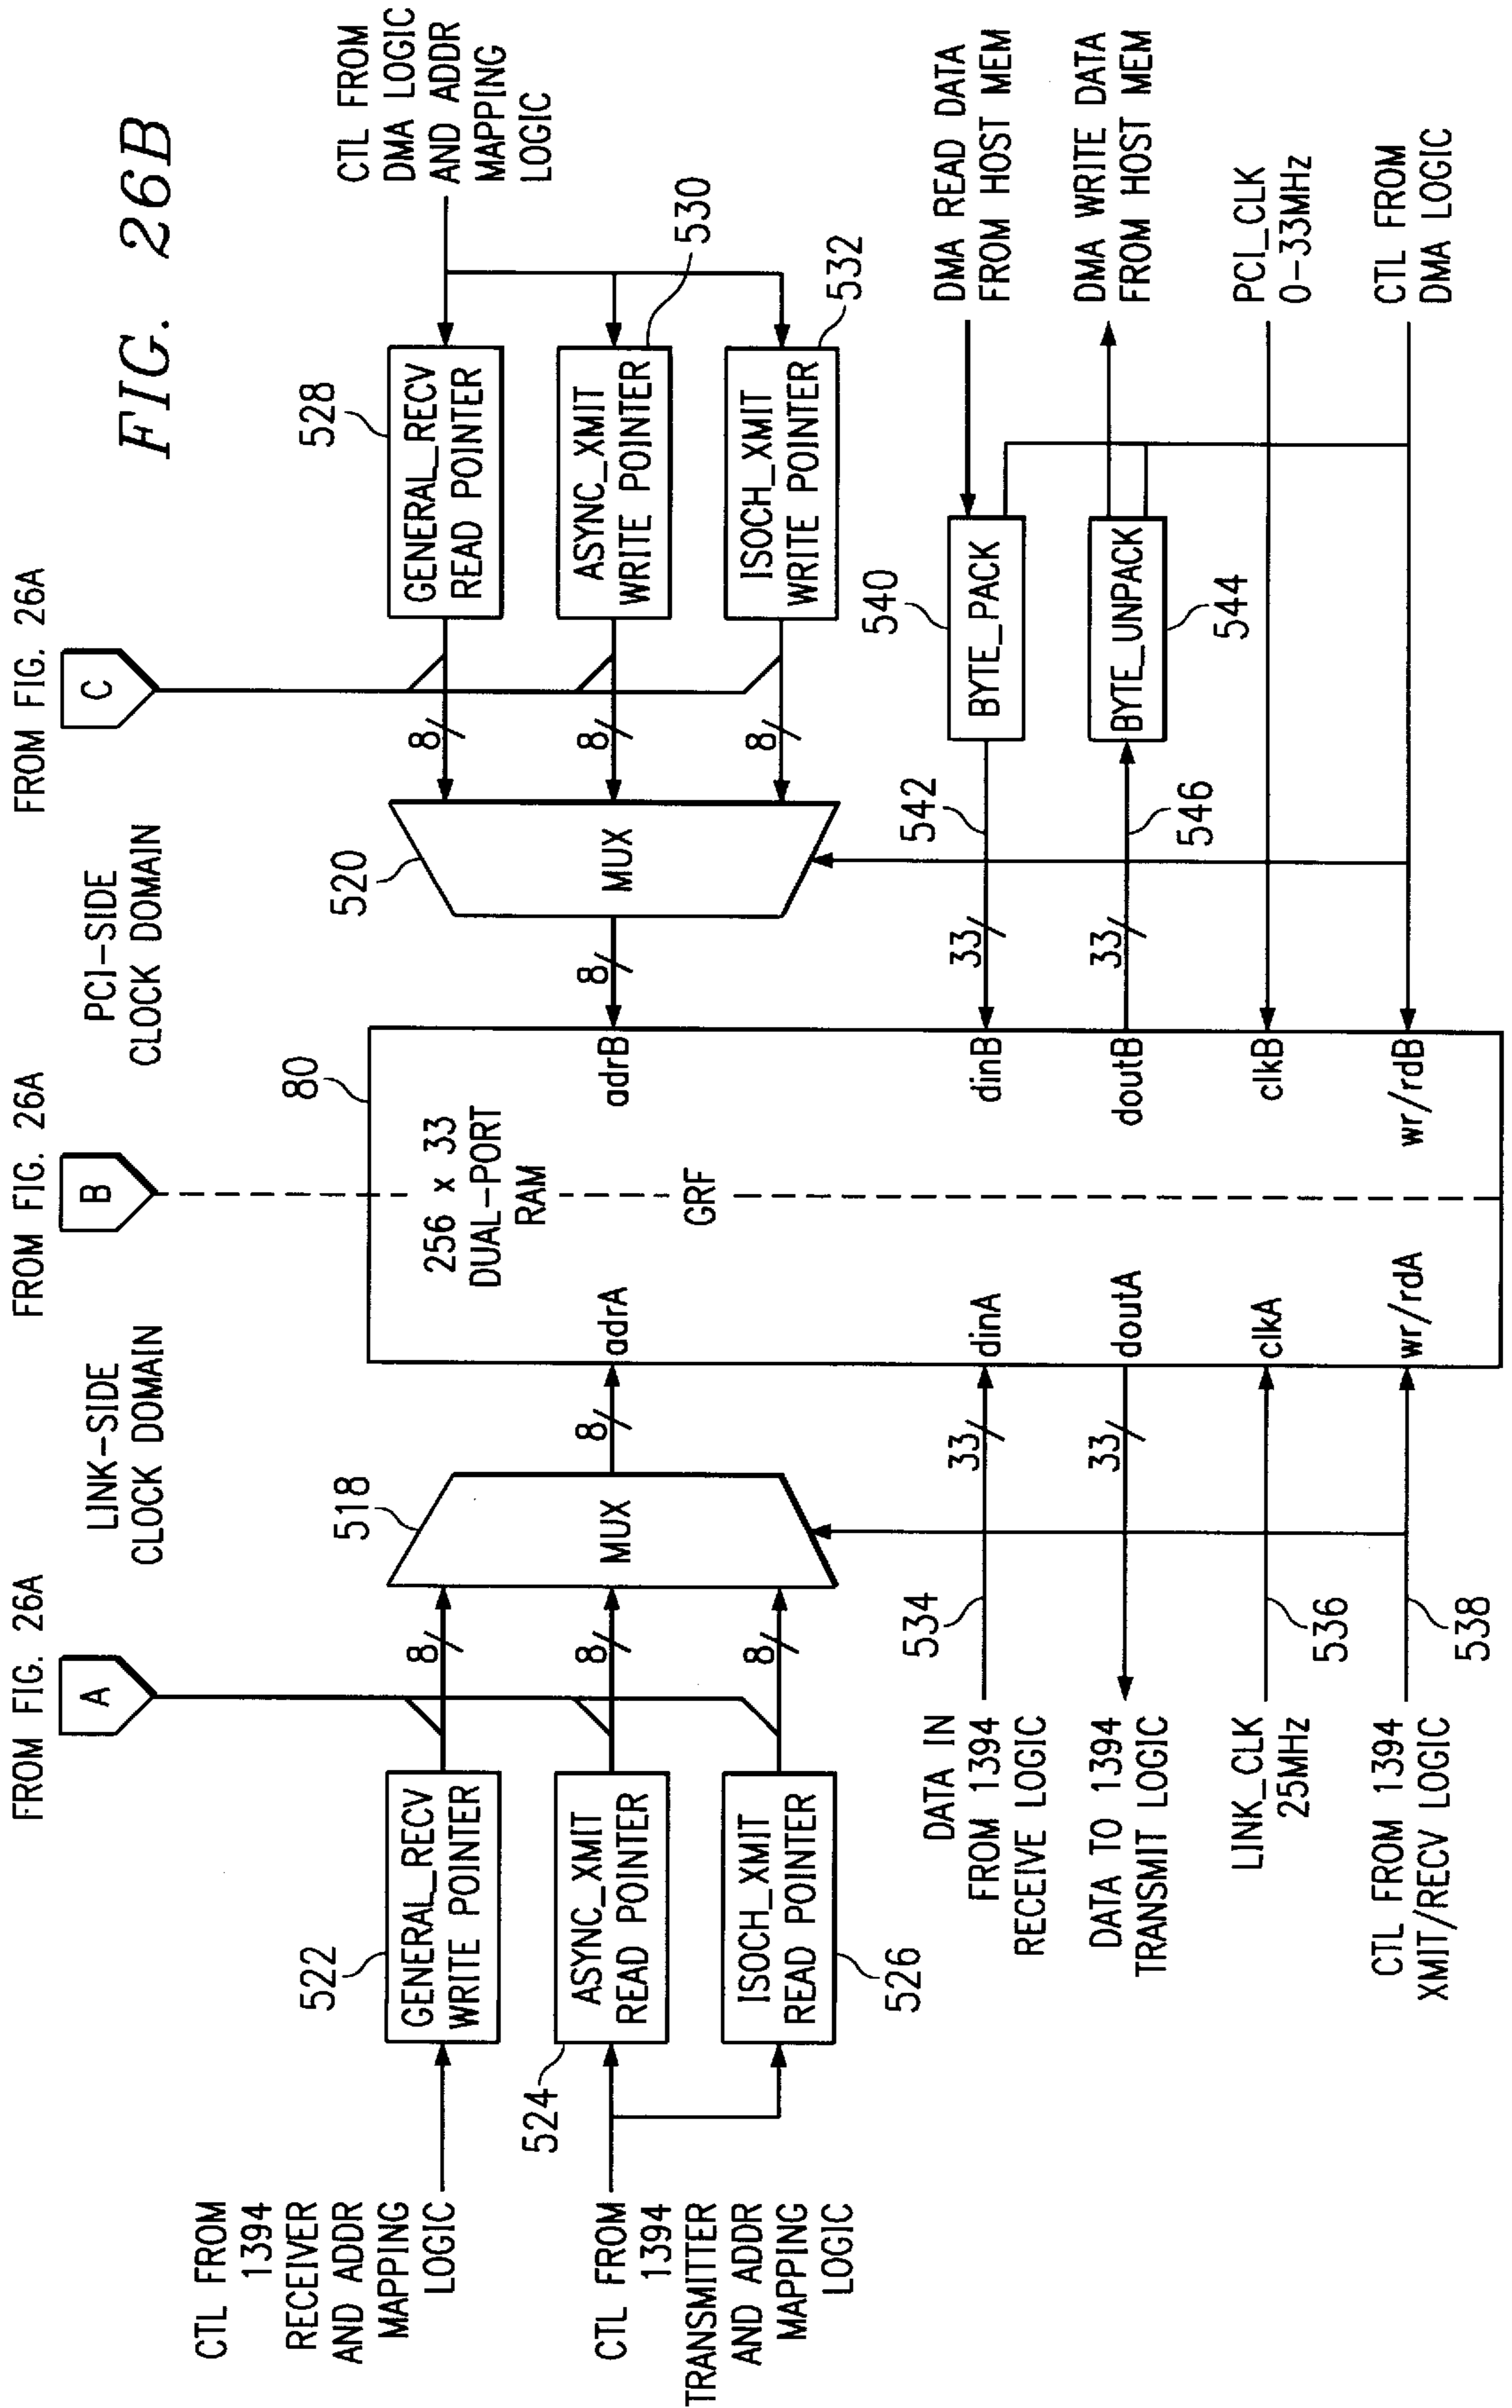 FIG. 26B
FROM FIG. 26A
A
FROM FIG. 26A
B
FROM FIG. 26A
C
LINK-SIDE
CLOCK DOMAIN
PCI-SIDE
CLOCK DOMAIN
CTL FROM
1394
RECEIVER
AND ADDR
MAPPING
LOGIC
CTL FROM
1394
TRANSMITTER
AND ADDR
MAPPING
LOGIC
522
GENERAL_RECV
WRITE POINTER
524
ASYNC_XMIT
READ POINTER
ISOCH_XMIT
READ POINTER
526
8
8
8
518
MUX
8
80
256 x 33
DUAL-PORT
RAM
GRF
adrA
dinA
doutA
clkA
wr/rdA
adrB
dinB
doutB
clkB
wr/rdB
8
520
MUX
8
8
8
528
GENERAL_RECV
READ POINTER
ASYNC_XMIT
WRITE POINTER
530
ISOCH_XMIT
WRITE POINTER
532
CTL FROM
DMA LOGIC
AND ADDR
MAPPING
LOGIC
DATA IN
FROM 1394
RECEIVE LOGIC
534
33
DATA TO 1394
TRANSMIT LOGIC
33
LINK_CLK
25MHz
536
CTL FROM 1394
XMIT/RECV LOGIC
538
33
542
540
BYTE_PACK
DMA READ DATA
FROM HOST MEM
33
546
BYTE_UNPACK
544
DMA WRITE DATA
FROM HOST MEM
PCI_CLK
0-33MHz
CTL FROM
DMA LOGIC